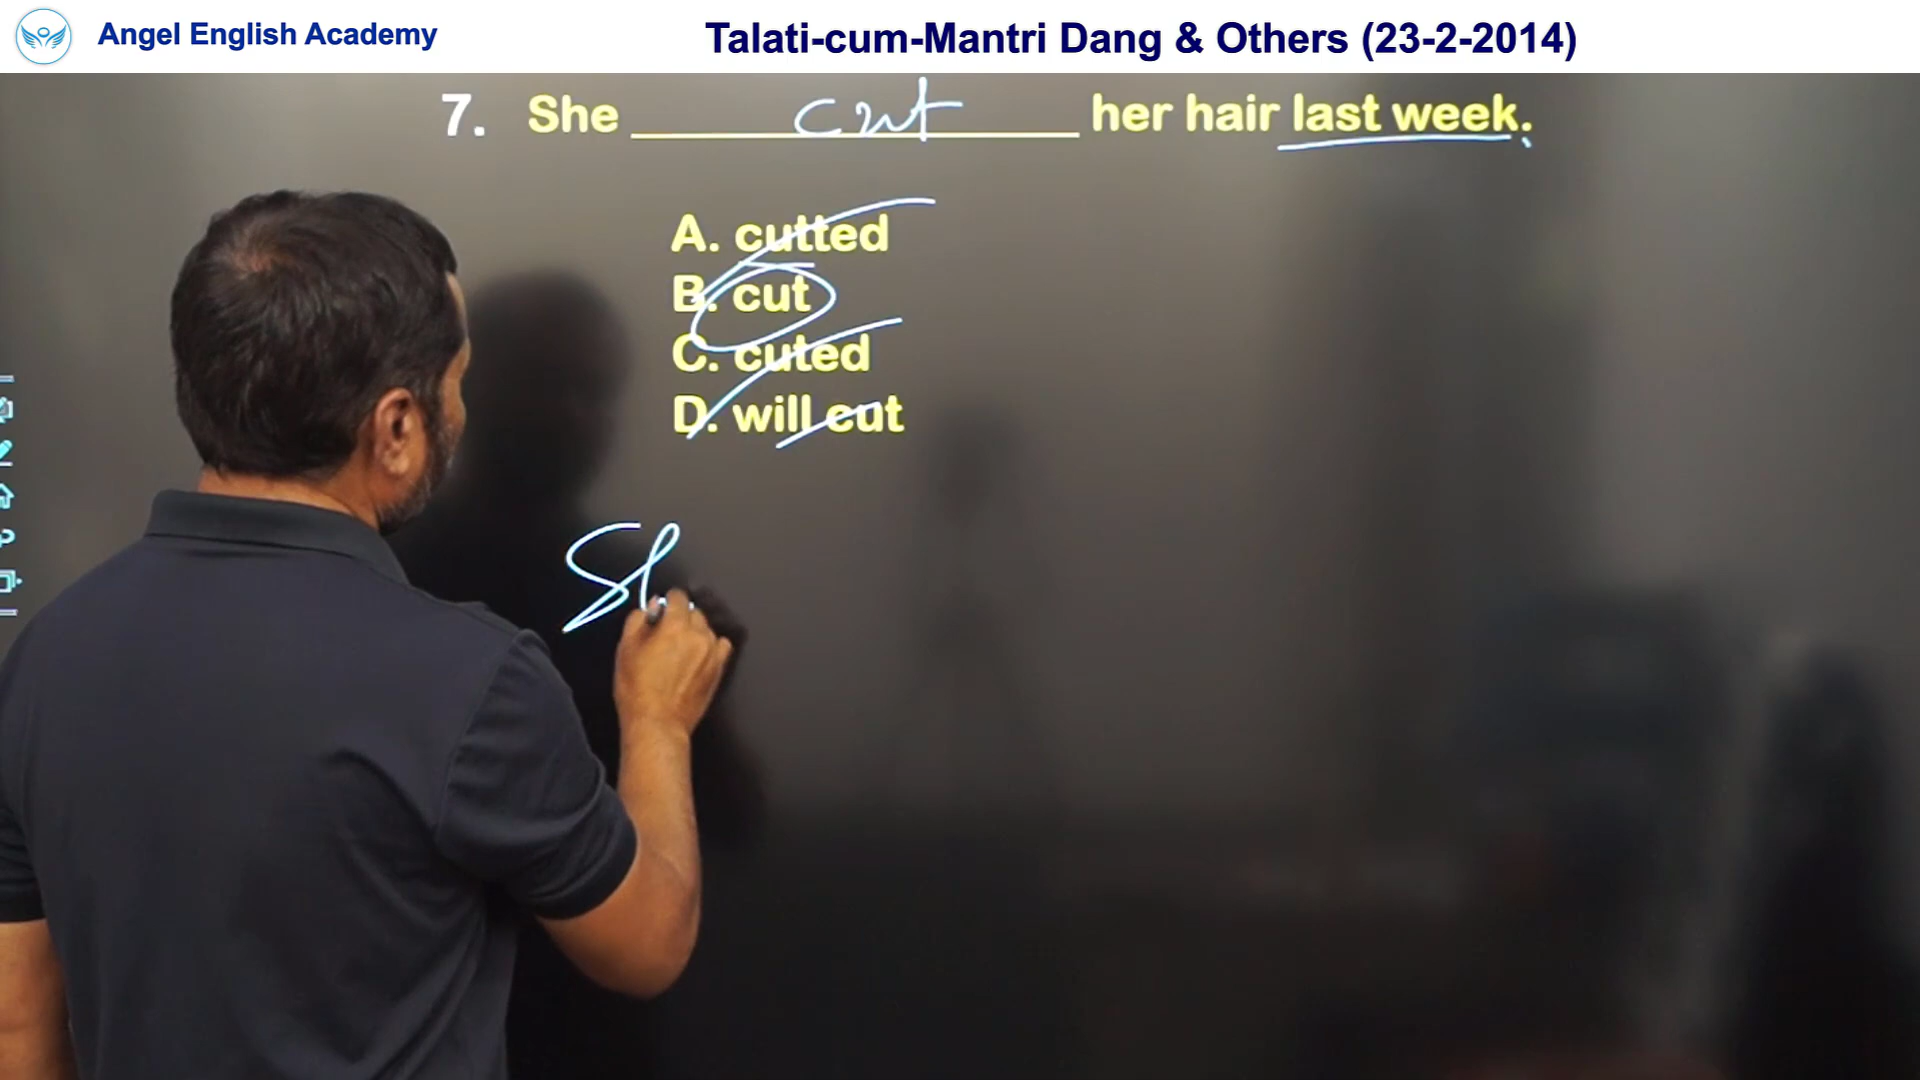 Angel English Academy
Talati-cum-Mantri Dang & Others (23-2-2014)
7. She cut her hair last week.
A. cutted
B. cut
C. cuted
D. will cut